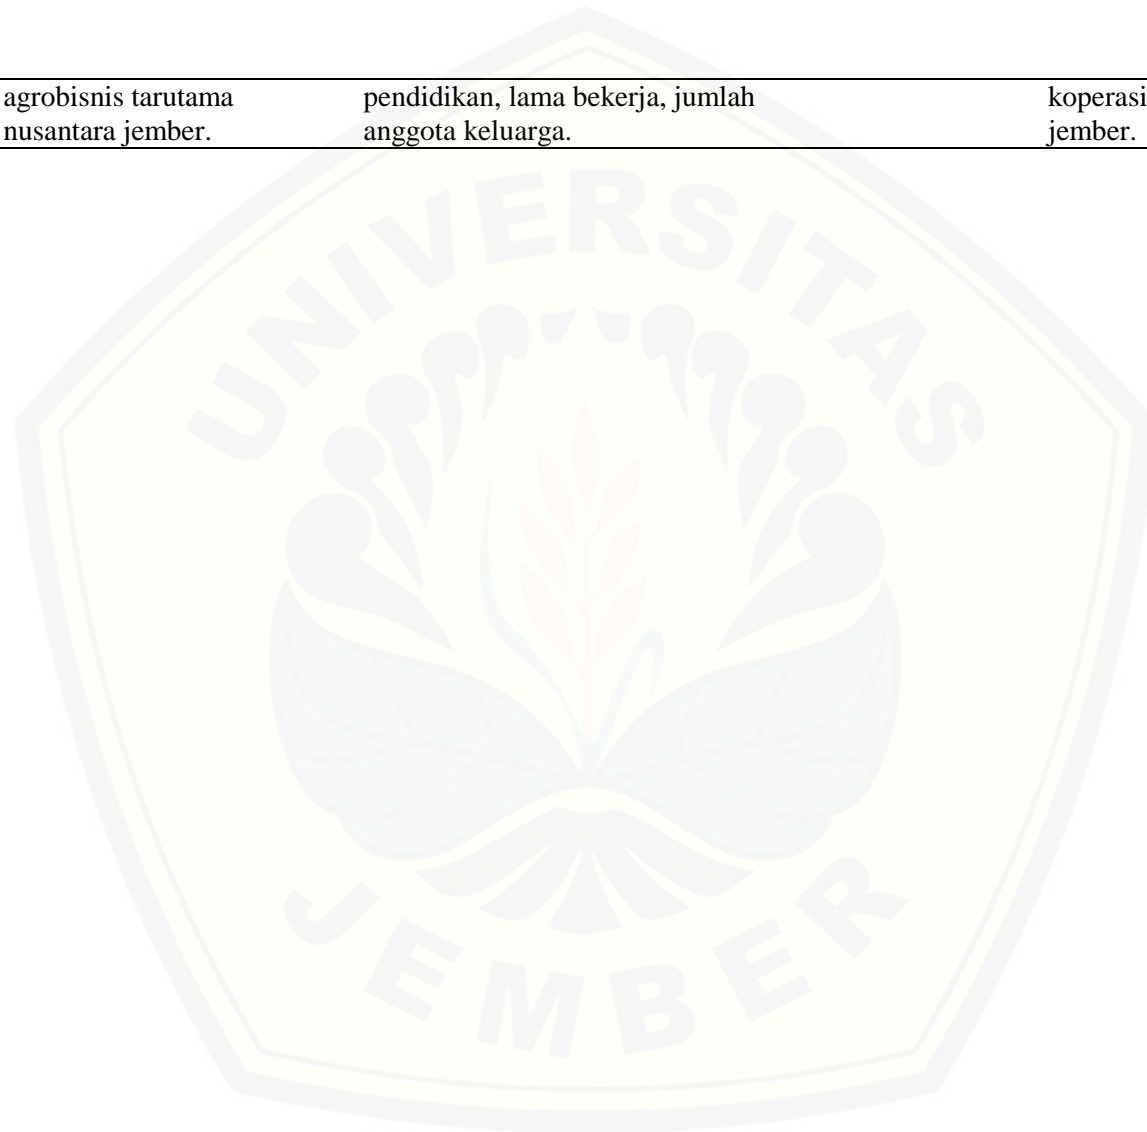 agrobisnis tarutama pendidikan, lama bekerja, jumlah koperasi
nusantara jember. anggota keluarga. jember.
UNIVERSITAS
JEMBER